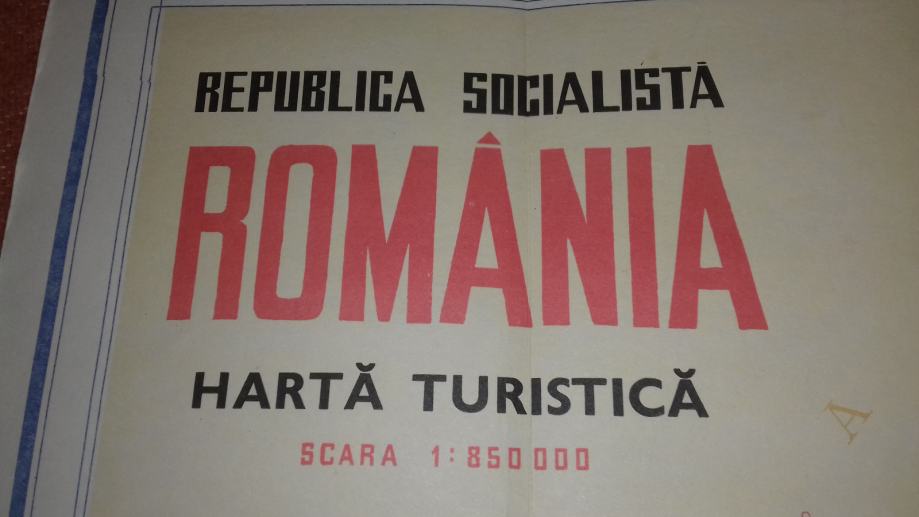 REPUBLICA SOCIALISTĂ
ROMÂNIA
HARTĂ TURISTICĂ
SCARA 1:850 000
A